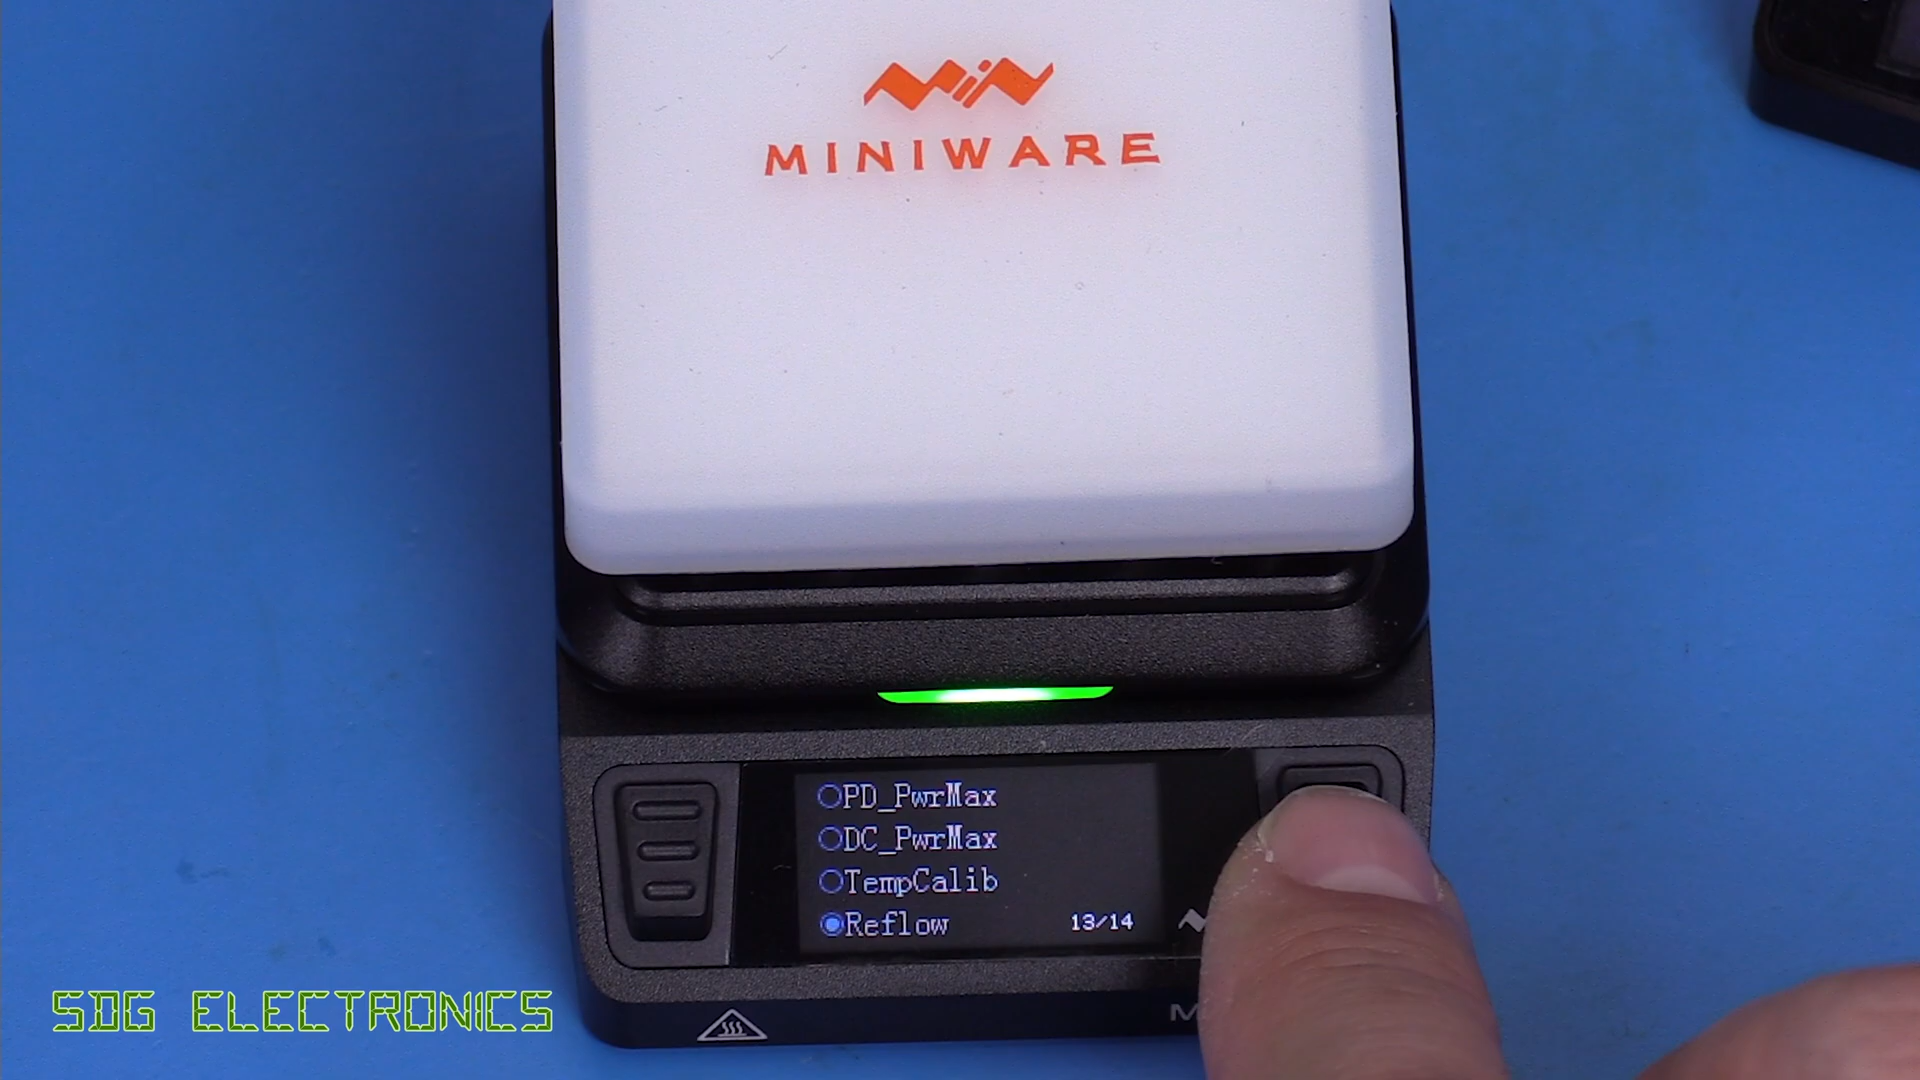 MINIWARE
PD_PwrMax
DC_PwrMax
TempCalib
Reflow 13/14
SDG ELECTRONICS